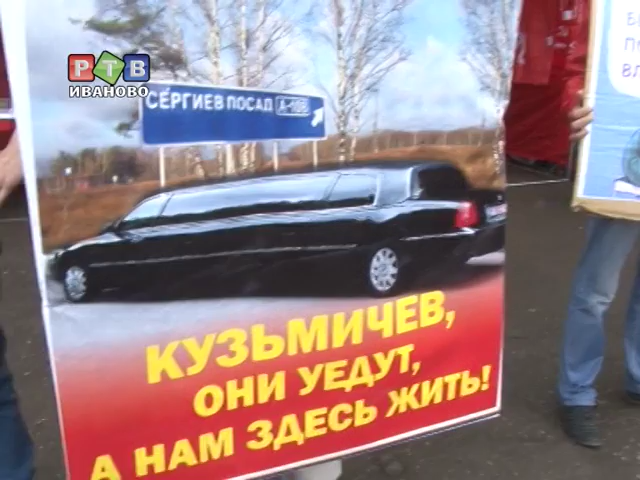 РТВ
ИВАНОВО
СЕРГИЕВ ПОСАД А-108
КУЗЬМИЧЕВ,
ОНИ УЕДУТ,
А НАМ ЗДЕСЬ ЖИТЬ!